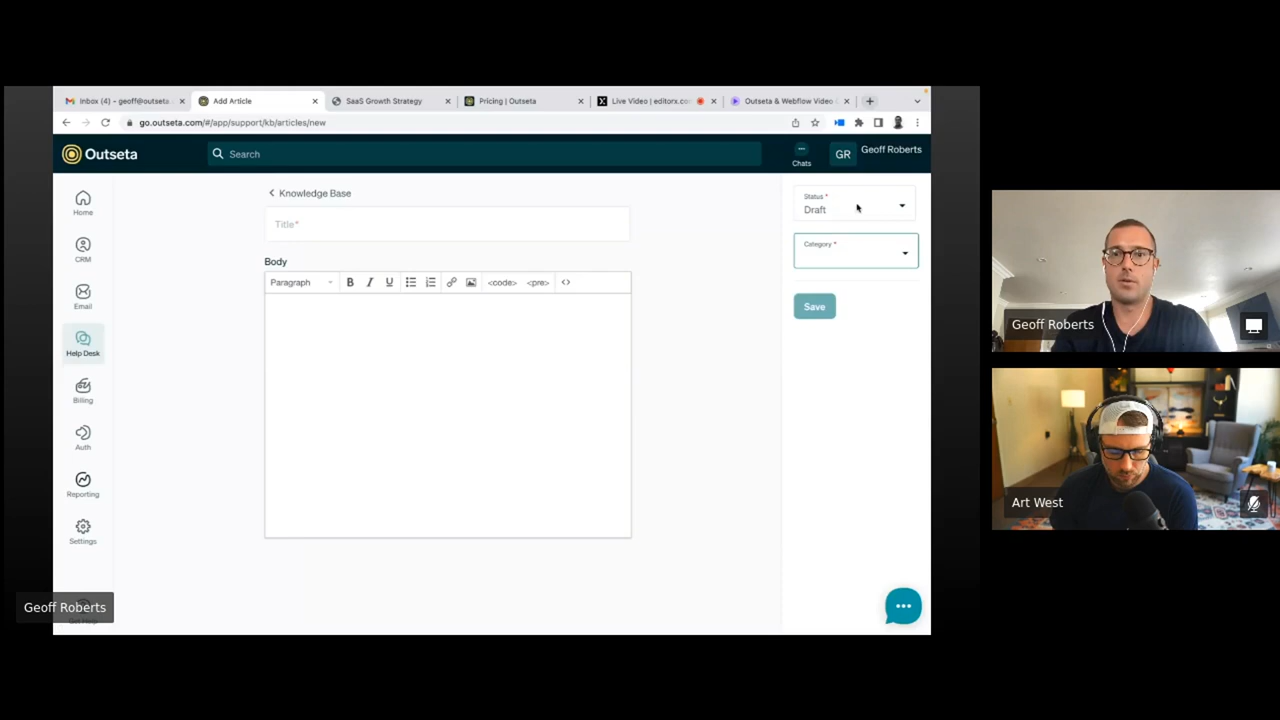 Inbox (4) - geoff@outseta.
Add Article
SaaS Growth Strategy
Pricing | Outseta
Live Video | editorx.co
Outseta & Webflow Video
go.outseta.com/#/app/support/kb/articles/new
Outseta
Search
Chats
GR
Geoff Roberts
Home
CRM
Email
Help Desk
Billing
Auth
Reporting
Settings
Knowledge Base
Title*
Body
Paragraph
B I U <code> <pre> <>
Status *
Draft
Category *
Save
Geoff Roberts
Geoff Roberts
Art West